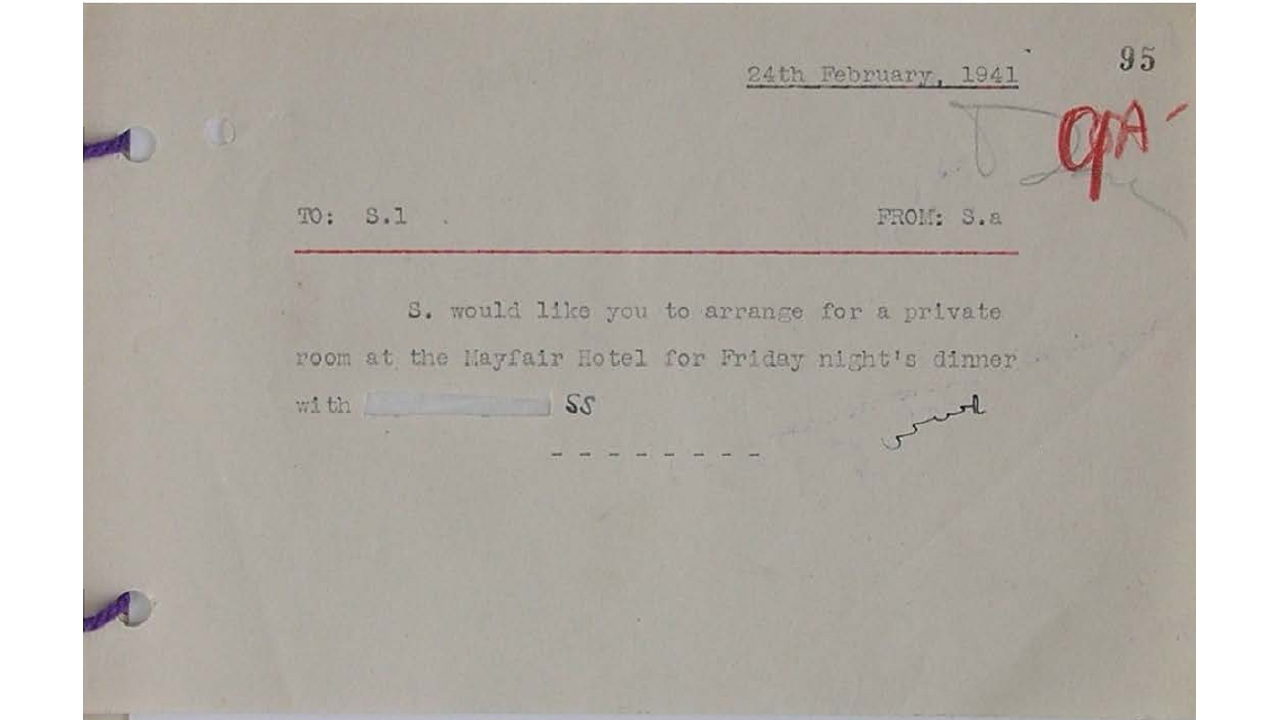 95
24th February, 1941
TO: S.1 FROM: S.a
S. would like you to arrange for a private
room at the Mayfair Hotel for Friday night's dinner
with SS
- - - - - - - -